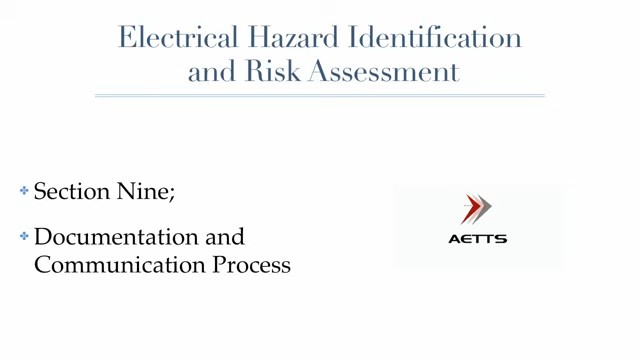 Electrical Hazard Identification
and Risk Assessment
Section Nine;
Documentation and
Communication Process
AETTS